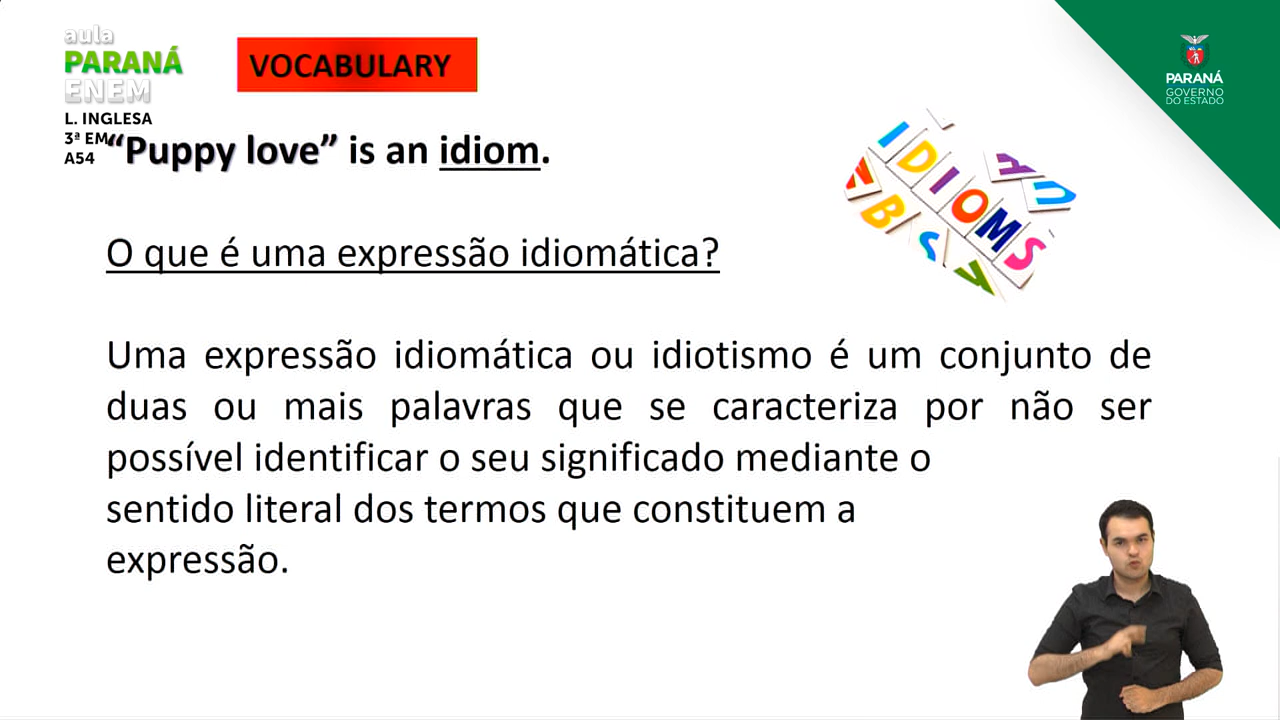 aula
PARANÁ
ENEM
L. INGLESA
3ª EM
A54
VOCABULARY
PARANÁ
GOVERNO
DO ESTADO
“Puppy love” is an idiom.
IDIOMS
O que é uma expressão idiomática?
Uma expressão idiomática ou idiotismo é um conjunto de
duas ou mais palavras que se caracteriza por não ser
possível identificar o seu significado mediante o
sentido literal dos termos que constituem a
expressão.